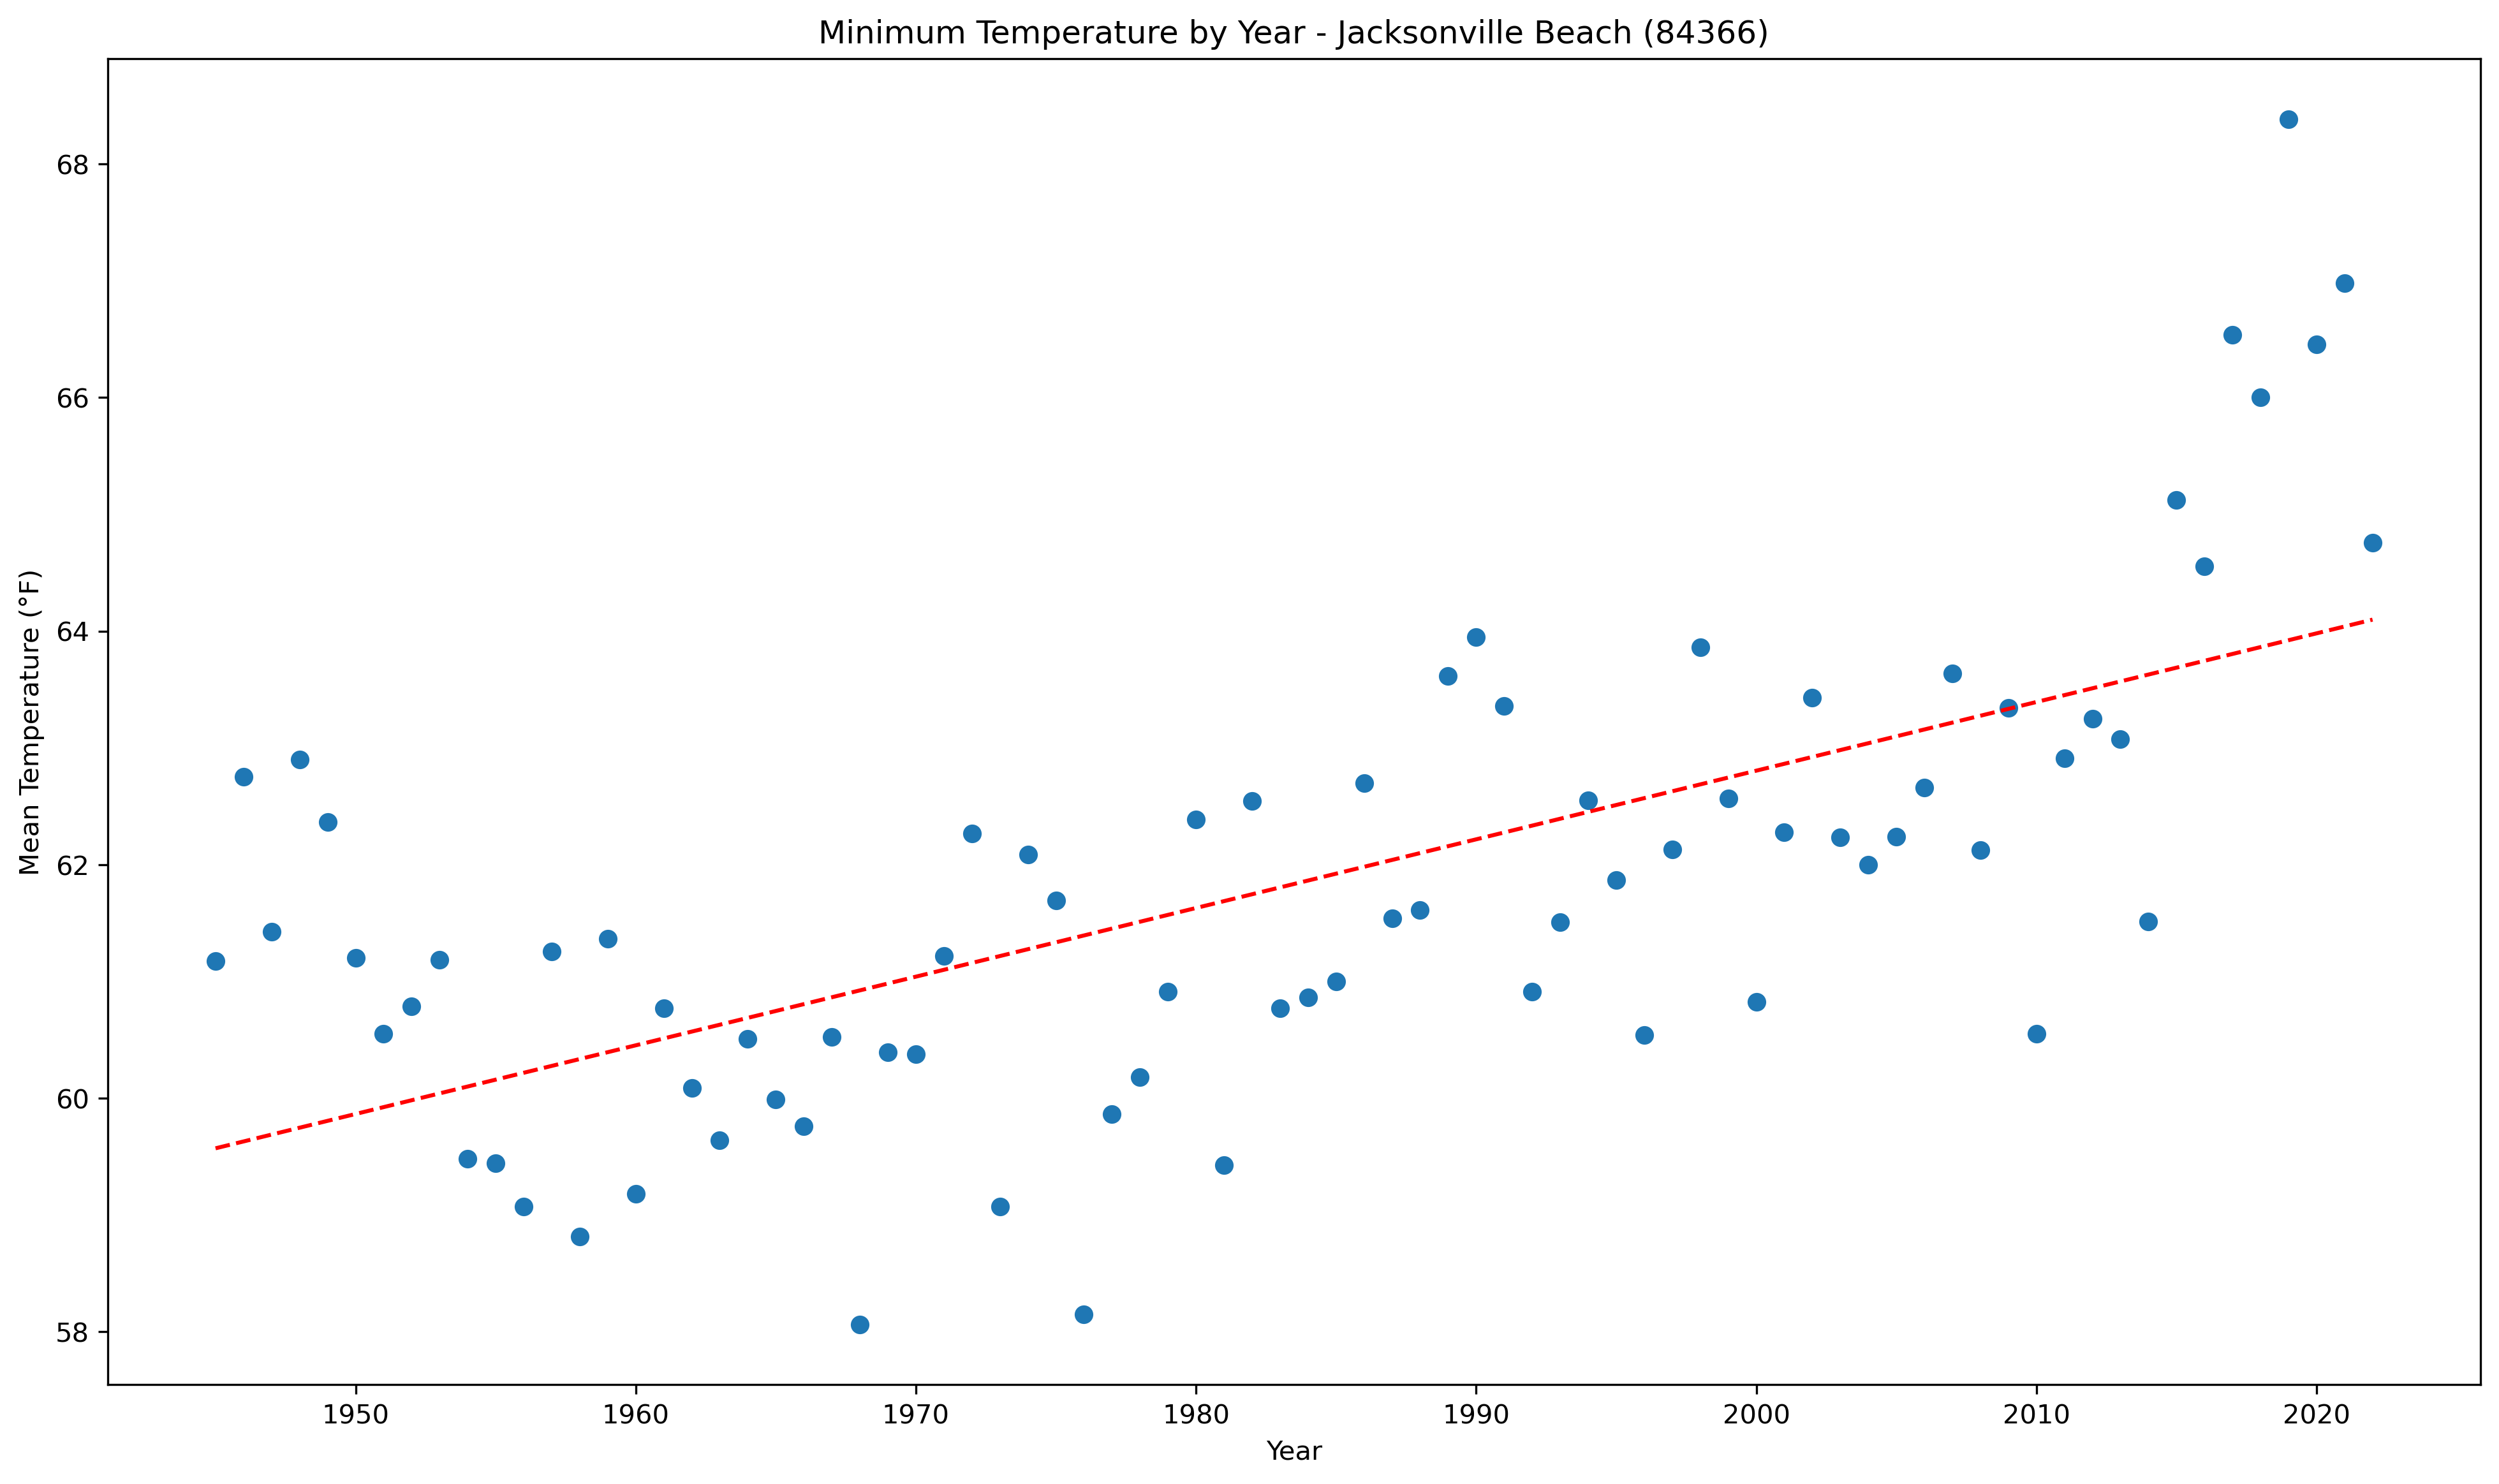 Minimum Temperature by Year - Jacksonville Beach (84366)
Mean Temperature (°F)
68
66
64
62
60
58
1950 1960 1970 1980 1990 2000 2010 2020
Year